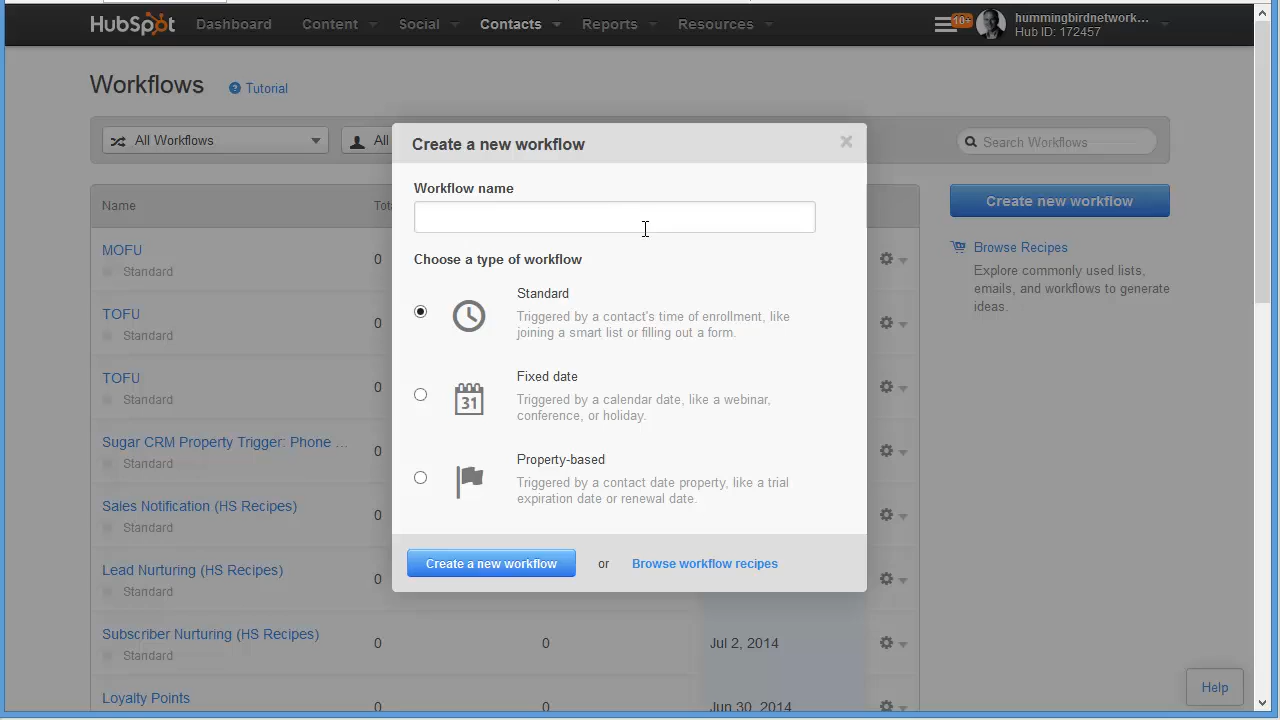 HubSpot Dashboard Content Social Contacts Reports Resources 10+ hummingbirdnetwork...
Hub ID: 172457
Workflows ? Tutorial
All Workflows All Search Workflows
Create a new workflow
Workflow name
Choose a type of workflow
Standard
Triggered by a contact's time of enrollment, like
joining a smart list or filling out a form.
Fixed date
31
Triggered by a calendar date, like a webinar,
conference, or holiday.
Property-based
Triggered by a contact date property, like a trial
expiration date or renewal date.
Create a new workflow or Browse workflow recipes
Name
MOFU 0
Standard
TOFU 0
Standard
TOFU 0
Standard
Sugar CRM Property Trigger: Phone ... 0
Standard
Sales Notification (HS Recipes) 0
Standard
Lead Nurturing (HS Recipes) 0
Standard
Subscriber Nurturing (HS Recipes) 0 0 Jul 2, 2014
Standard
Loyalty Points 0 0 Jun 30, 2014
Create new workflow
Browse Recipes
Explore commonly used lists,
emails, and workflows to generate
ideas.
Help